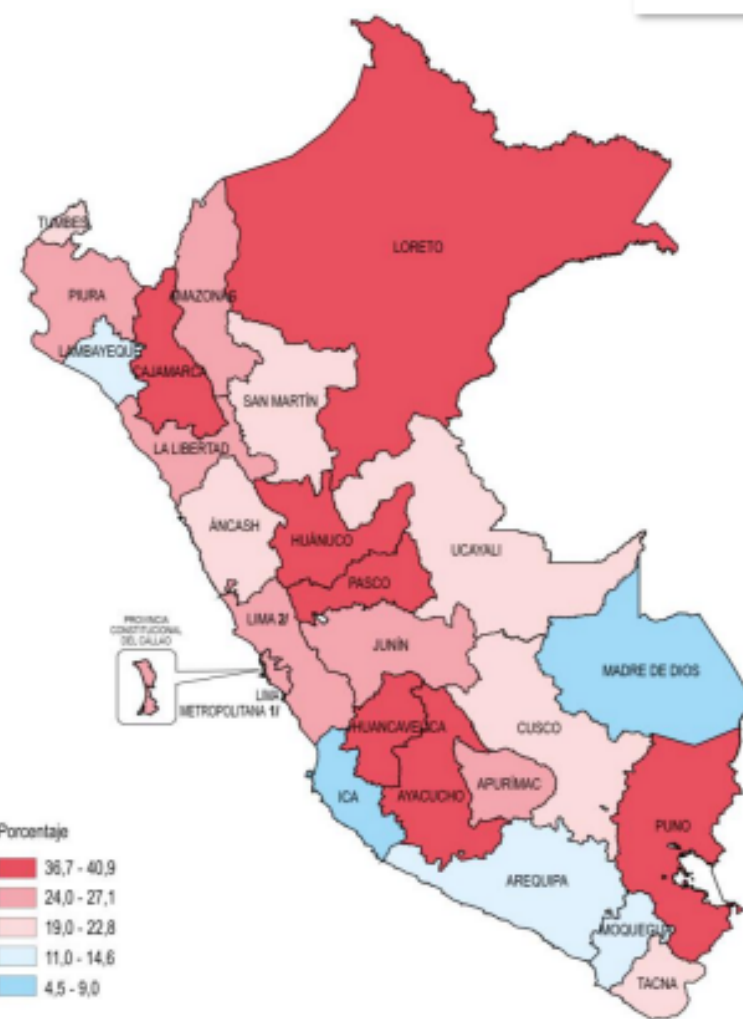 TUMBES
LORETO
PIURA
AMAZONAS
LAMBAYEQUE
CAJAMARCA
SAN MARTÍN
LA LIBERTAD
ÁNCASH
HUÁNUCO
UCAYALI
PASCO
PROVINCIA
CONSTITUCIONAL
DEL CALLAO
LIMA 2/
JUNÍN
MADRE DE DIOS
LIMA
METROPOLITANA 1/
HUANCAVELICA
CUSCO
ICA
AYACUCHO
APURÍMAC
PUNO
AREQUIPA
MOQUEGUA
TACNA
Porcentaje
36,7 - 40,9
24,0 - 27,1
19,0 - 22,8
11,0 - 14,6
4,5 - 9,0